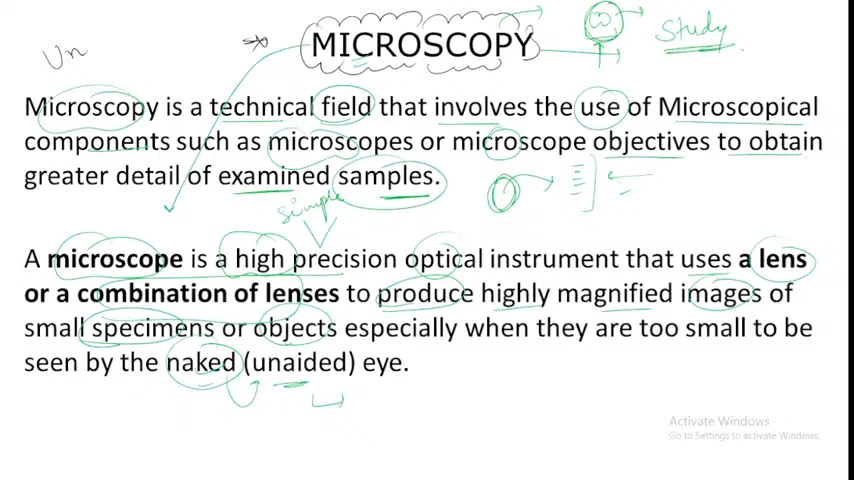 Un
MICROSCOPY
Study
Microscopy is a technical field that involves the use of Microscopical
components such as microscopes or microscope objectives to obtain
greater detail of examined samples.
simple
A microscope is a high precision optical instrument that uses a lens
or a combination of lenses to produce highly magnified images of
small specimens or objects especially when they are too small to be
seen by the naked (unaided) eye.
Activate Windows
Go to Settings to activate Windows.